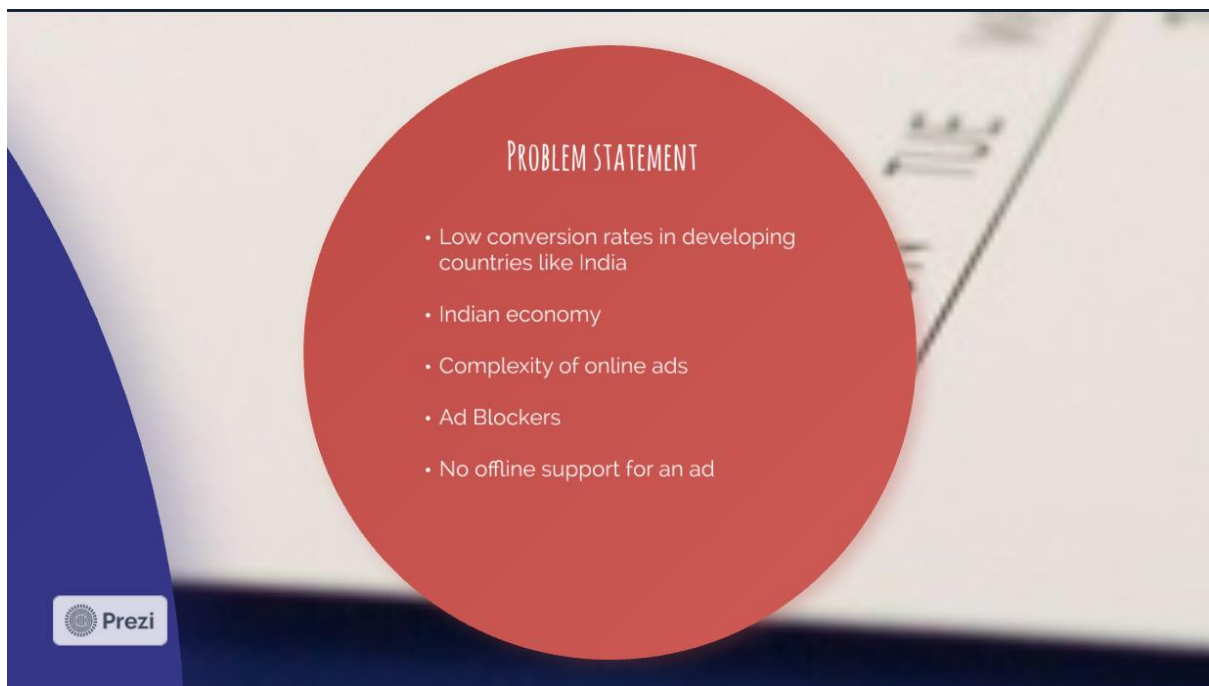 PROBLEM STATEMENT
• Low conversion rates in developing
countries like India
• Indian economy
• Complexity of online ads
• Ad Blockers
• No offline support for an ad
TUE
Prezi